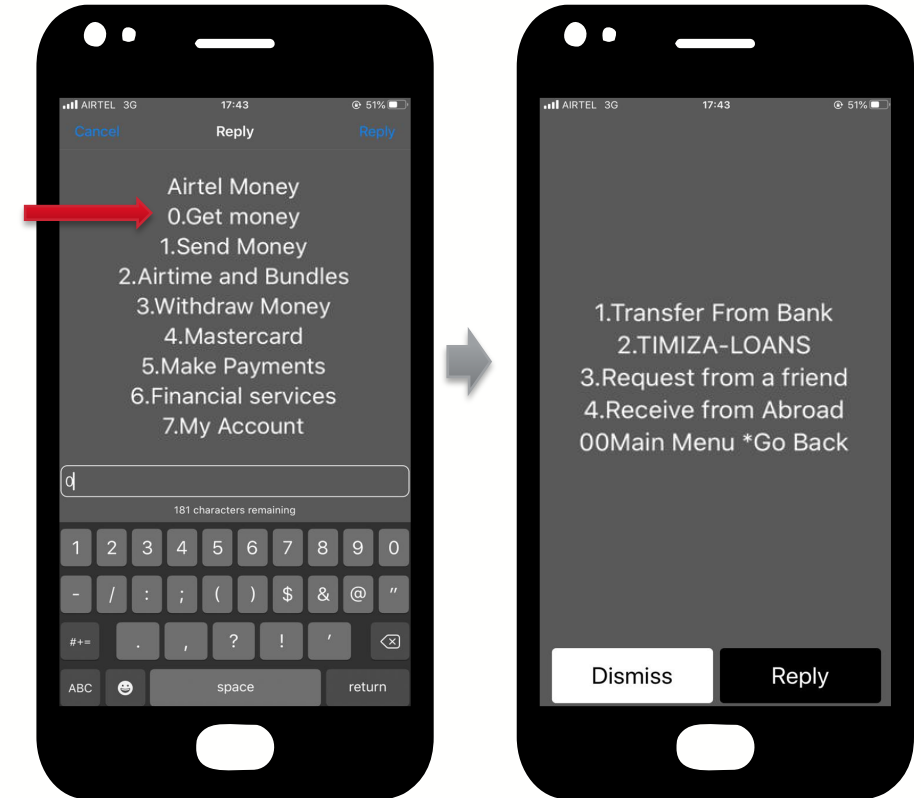 AIRTEL 3G 17:43 51%
Cancel Reply Reply
Airtel Money
0.Get money
1.Send Money
2.Airtime and Bundles
3.Withdraw Money
4.Mastercard
5.Make Payments
6.Financial services
7.My Account
0
181 characters remaining
1 2 3 4 5 6 7 8 9 0
- / : ; ( ) $ & @ "
#+= . , ? ! '
ABC space return
AIRTEL 3G 17:43 51%
1.Transfer From Bank
2.TIMIZA-LOANS
3.Request from a friend
4.Receive from Abroad
00Main Menu *Go Back
Dismiss Reply